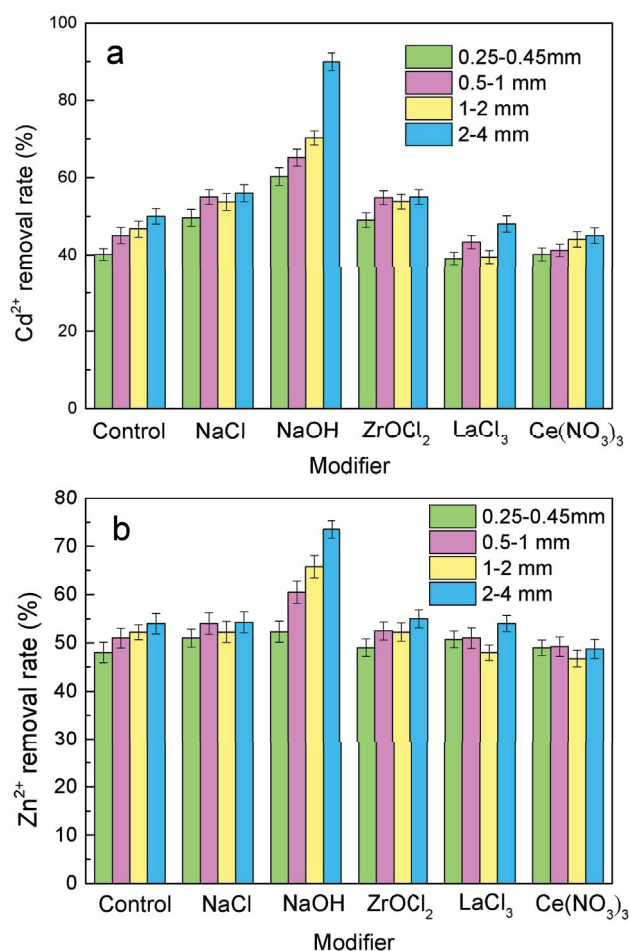 a
100
80
60
40
20
0
Cd²⁺ removal rate (%)
0.25-0.45mm
0.5-1 mm
1-2 mm
2-4 mm
Control NaCl NaOH ZrOCl₂ LaCl₃ Ce(NO₃)₃
Modifier
b
80
70
60
50
40
30
20
10
0
Zn²⁺ removal rate (%)
0.25-0.45mm
0.5-1 mm
1-2 mm
2-4 mm
Control NaCl NaOH ZrOCl₂ LaCl₃ Ce(NO₃)₃
Modifier